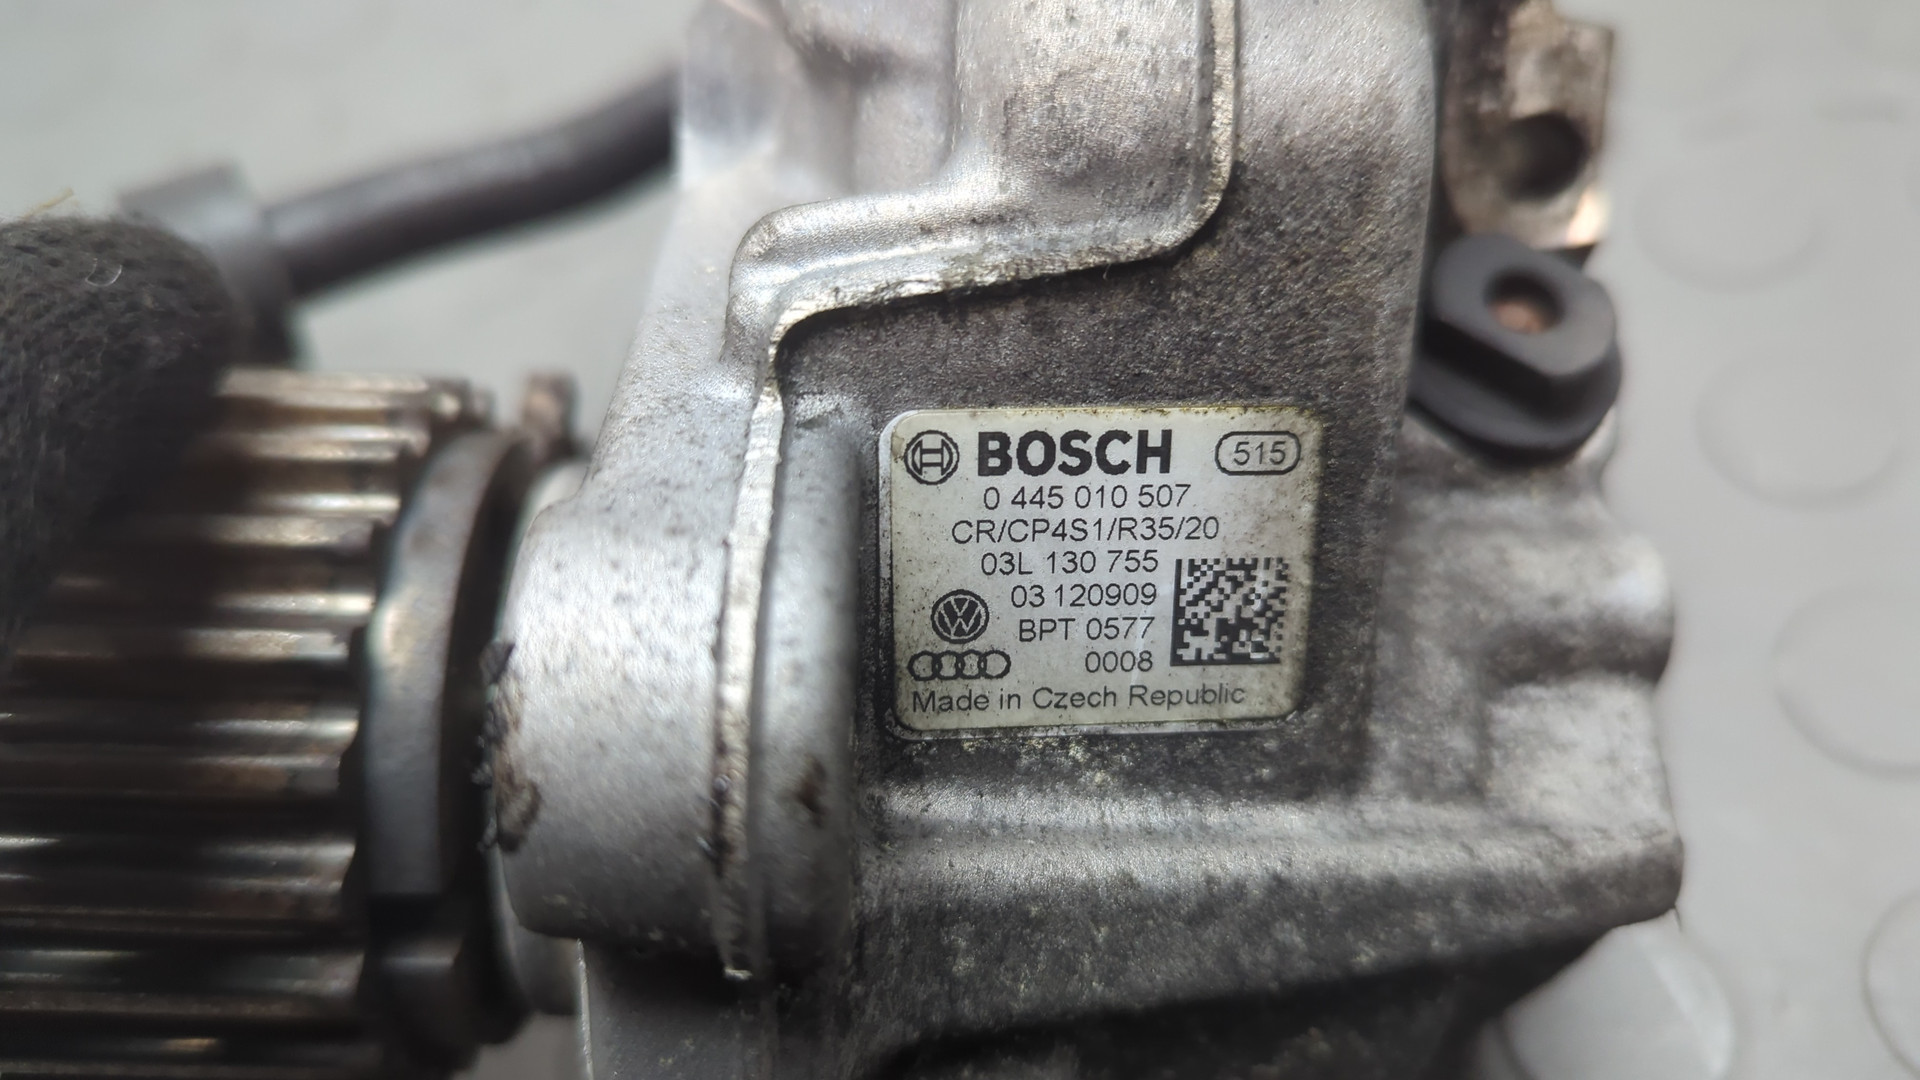 BOSCH 515
0 445 010 507
CR/CP4S1/R35/20
03L 130 755
03 120909
BPT 0577
0008
Made in Czech Republic